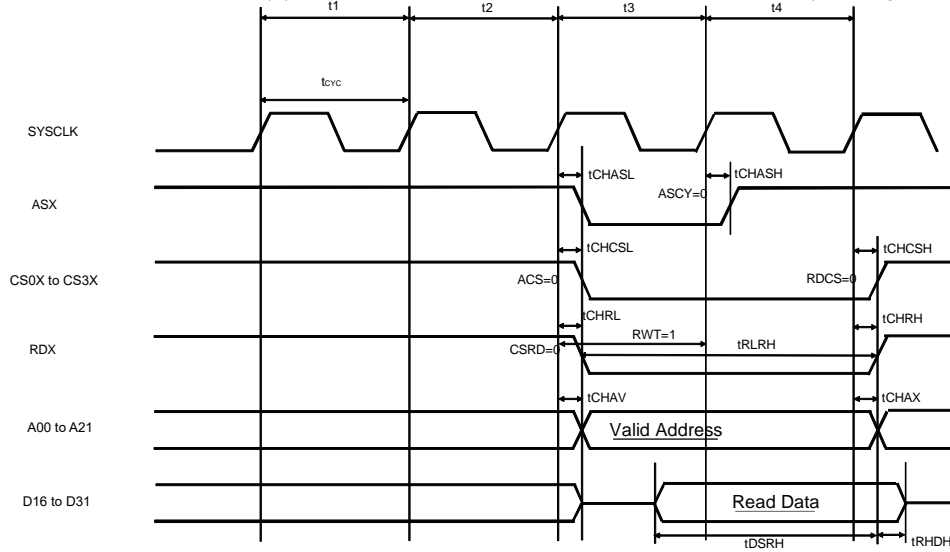 t1 t2 t3 t4
tCYC
SYSCLK
tCHASL tCHASH
ASX ASCY=0
tCHCSL tCHCSH
CS0X to CS3X ACS=0 RDCS=0
tCHRL tCHRH
RWT=1
RDX CSRD=0 tRLRH
tCHAV tCHAX
A00 to A21 Valid Address
D16 to D31 Read Data
tDSRH tRHDH